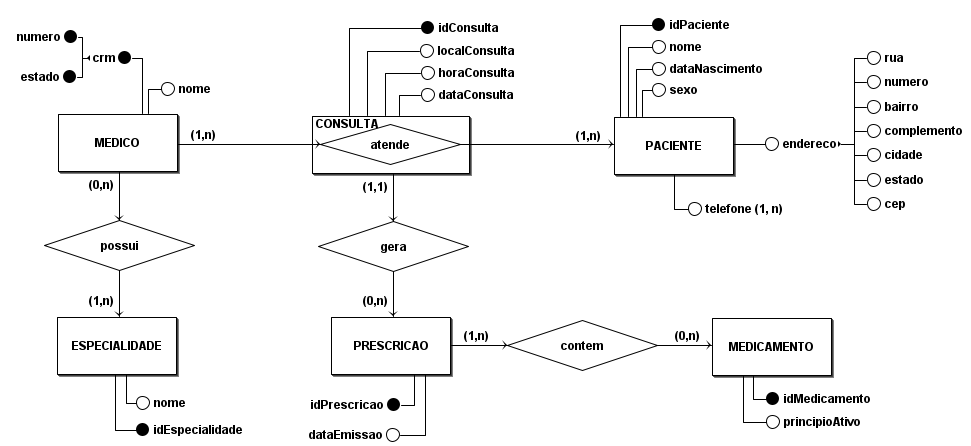 numero
crm
estado
nome
MEDICO
(1,n)
(0,n)
possui
(1,n)
ESPECIALIDADE
nome
idEspecialidade
idConsulta
localConsulta
horaConsulta
dataConsulta
CONSULTA
atende
(1,n)
(1,1)
gera
(0,n)
PRESCRICAO
(1,n)
idPrescricao
dataEmissao
contem
(0,n)
MEDICAMENTO
idMedicamento
principioAtivo
idPaciente
nome
dataNascimento
sexo
PACIENTE
endereco
telefone (1, n)
rua
numero
bairro
complemento
cidade
estado
cep